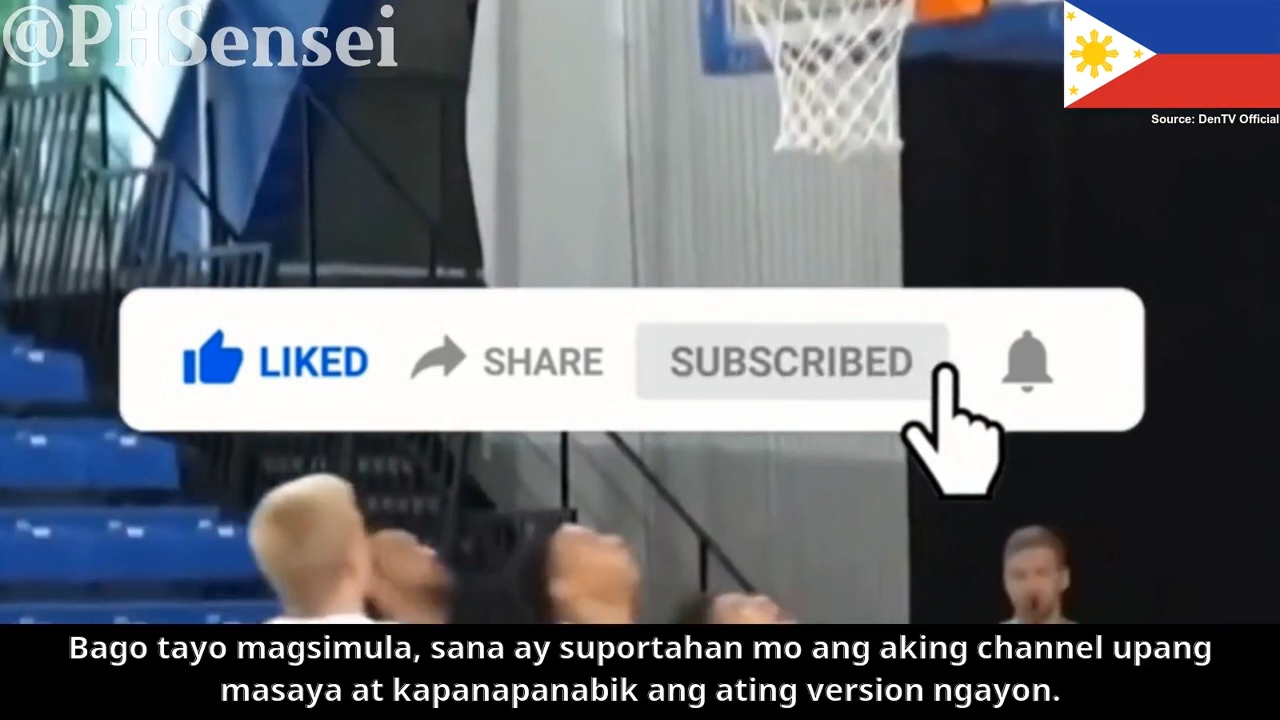 @PHSensei
Source: DenTV Official
LIKED SHARE SUBSCRIBED
Bago tayo magsimula, sana ay suportahan mo ang aking channel upang
masaya at kapanapanabik ang ating version ngayon.